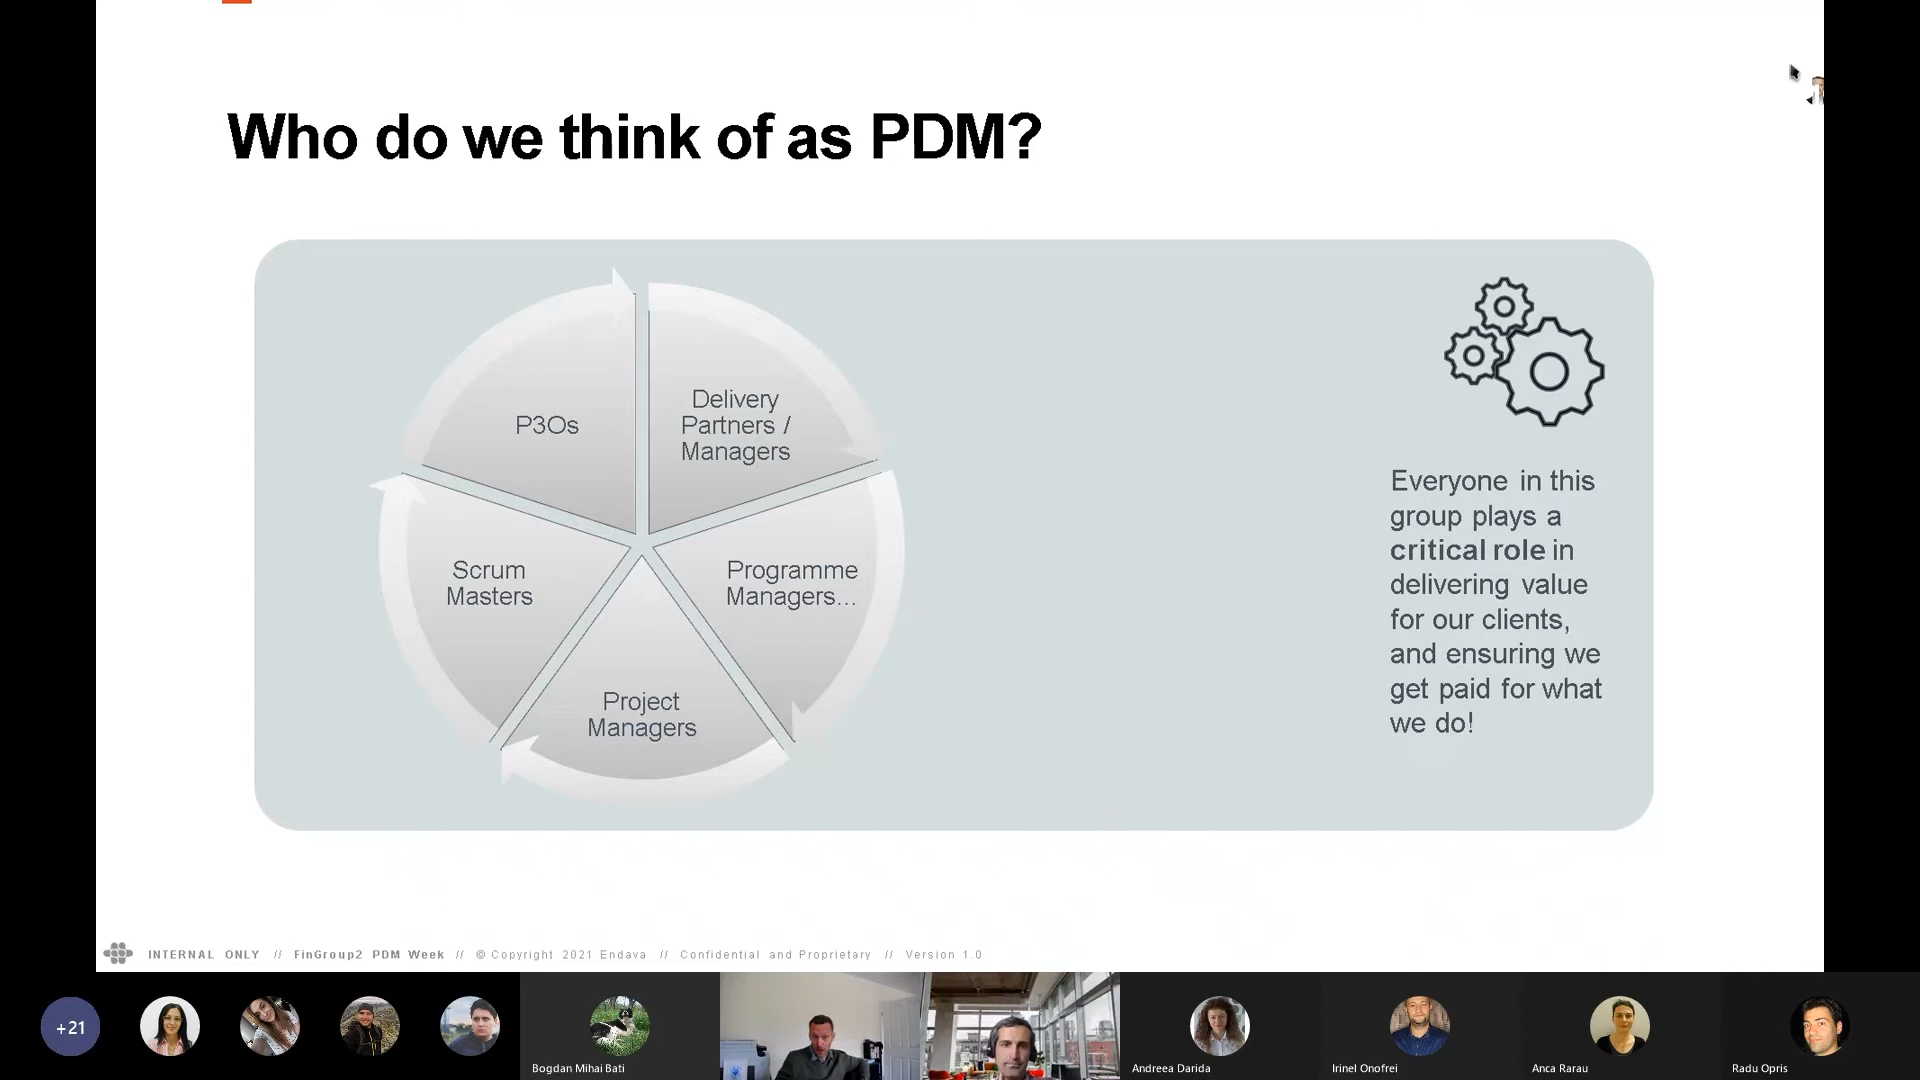 Who do we think of as PDM?
P3Os
Delivery
Partners /
Managers
Scrum
Masters
Programme
Managers...
Project
Managers
Everyone in this
group plays a
critical role in
delivering value
for our clients,
and ensuring we
get paid for what
we do!
INTERNAL ONLY // FinGroup2 PDM Week // © Copyright 2021 Endava // Confidential and Proprietary // Version 1.0
+21
Bogdan Mihai Bati
Andreea Darida
Irinel Onofrei
Anca Rarau
Radu Opris